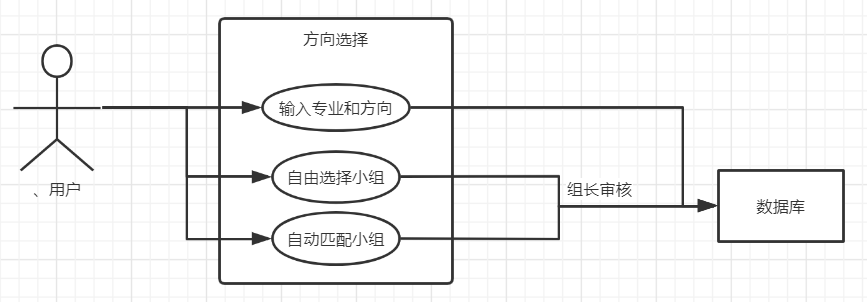 方向选择
输入专业和方向
自由选择小组
组长审核
、用户
数据库
自动匹配小组